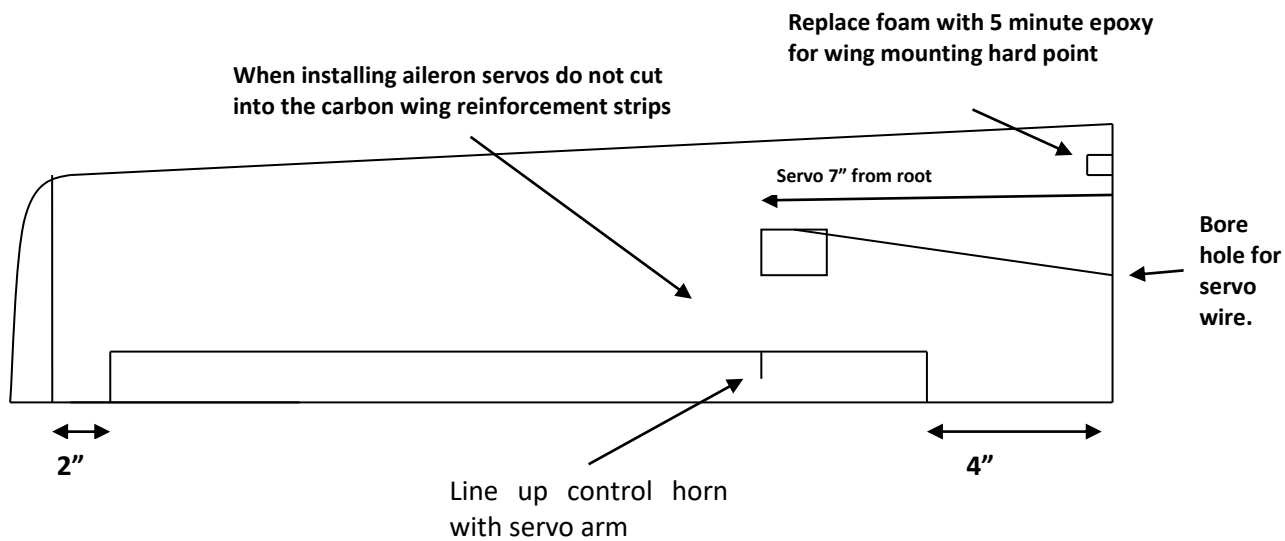 Replace foam with 5 minute epoxy
for wing mounting hard point
When installing aileron servos do not cut
into the carbon wing reinforcement strips
Servo 7” from root
Bore
hole for
servo
wire.
2”
4”
Line up control horn
with servo arm